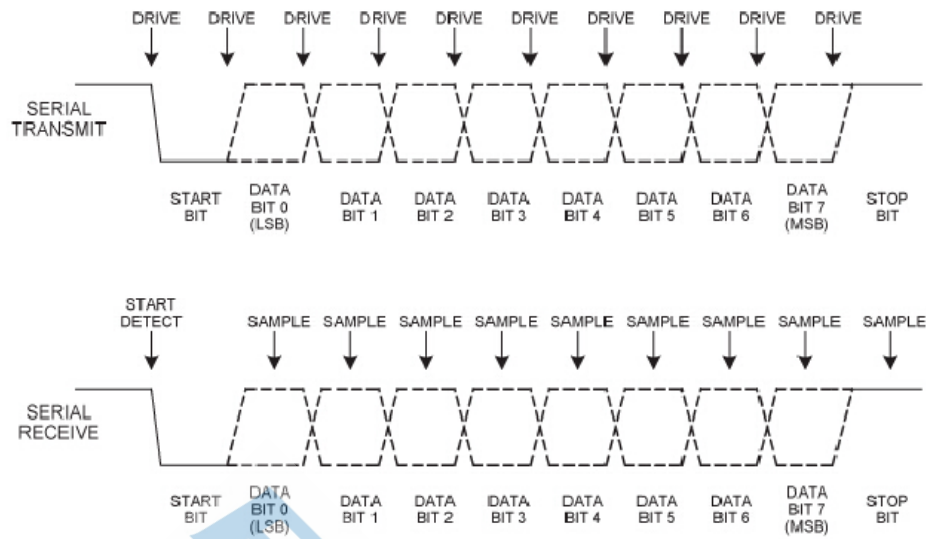 DRIVE DRIVE DRIVE DRIVE DRIVE DRIVE DRIVE DRIVE DRIVE DRIVE
SERIAL
TRANSMIT
START
BIT
DATA
BIT 0
(LSB)
DATA
BIT 1
DATA
BIT 2
DATA
BIT 3
DATA
BIT 4
DATA
BIT 5
DATA
BIT 6
DATA
BIT 7
(MSB)
STOP
BIT
START
DETECT
SAMPLE SAMPLE SAMPLE SAMPLE SAMPLE SAMPLE SAMPLE SAMPLE SAMPLE
SERIAL
RECEIVE
START
BIT
DATA
BIT 0
(LSB)
DATA
BIT 1
DATA
BIT 2
DATA
BIT 3
DATA
BIT 4
DATA
BIT 5
DATA
BIT 6
DATA
BIT 7
(MSB)
STOP
BIT